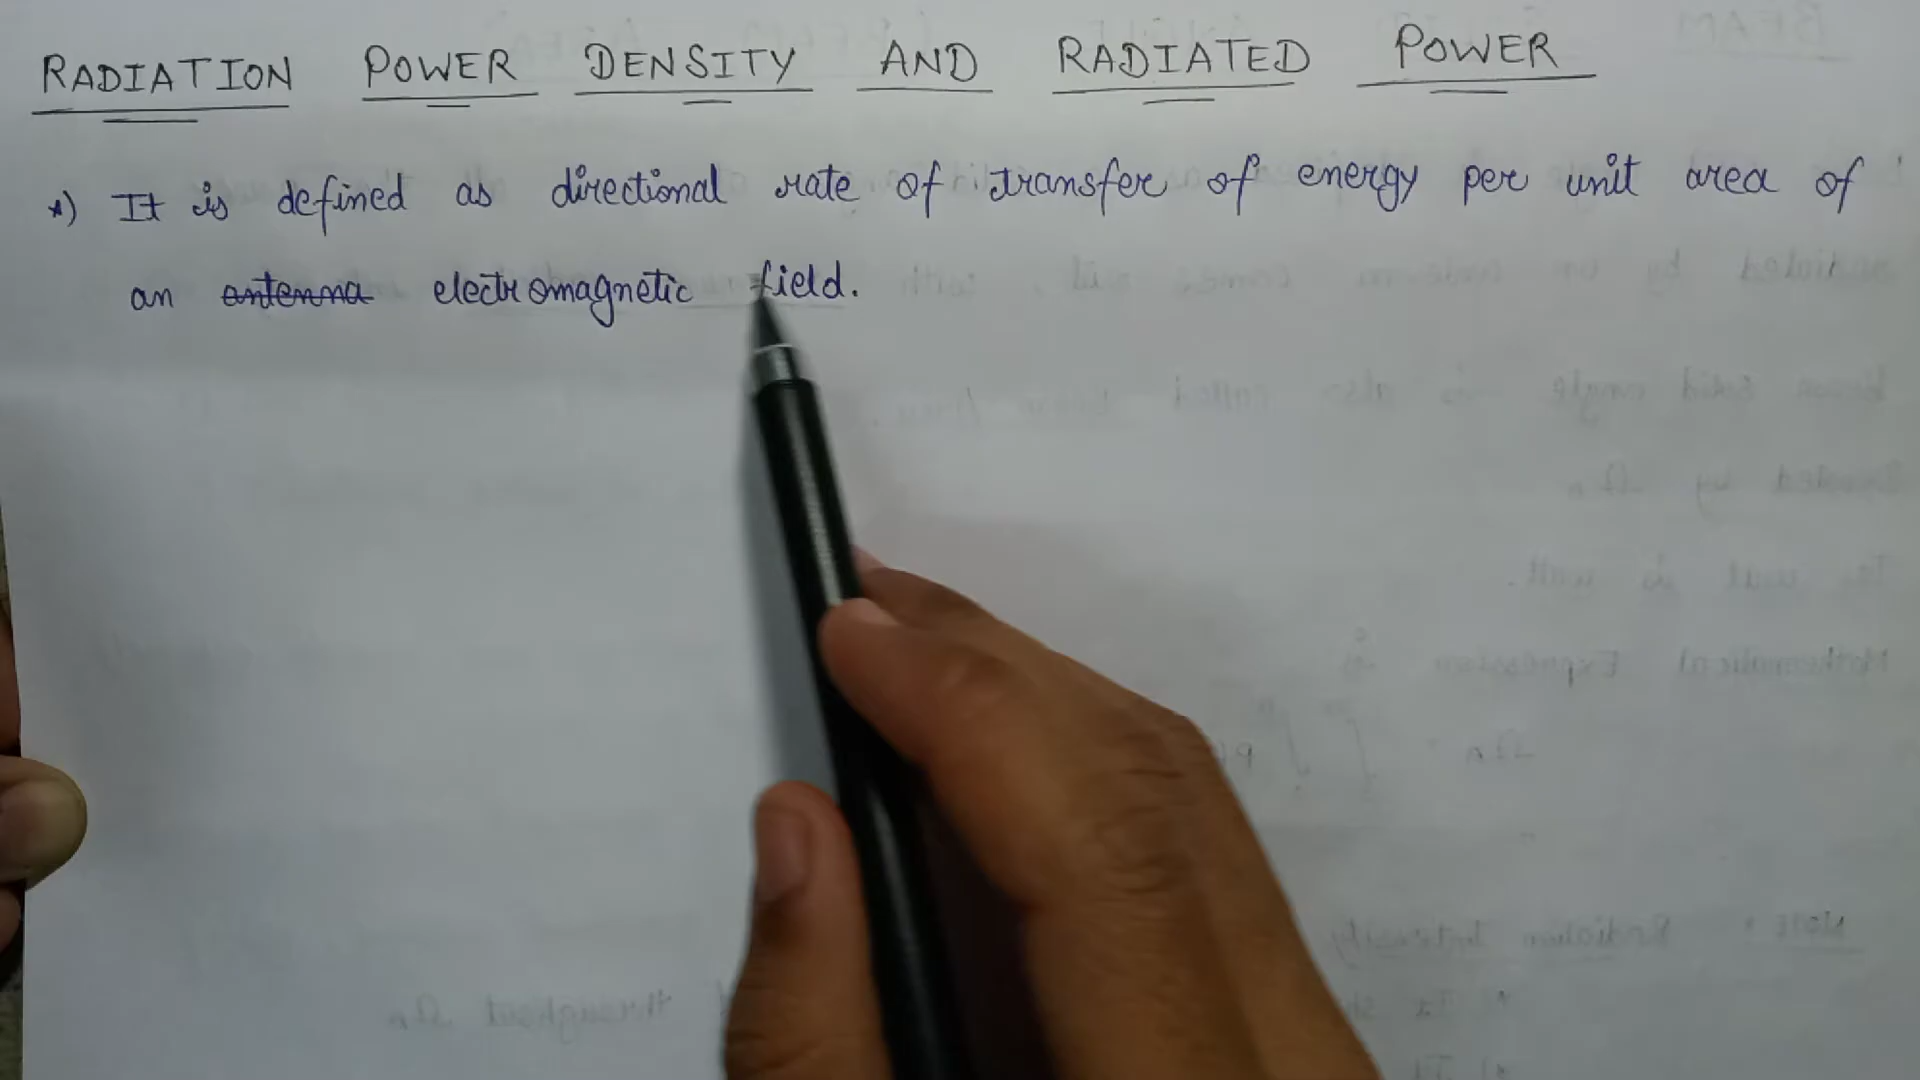 RADIATION POWER DENSITY AND RADIATED POWER
*) It is defined as directional rate of transfer of energy per unit area of
an antenna electromagnetic field.